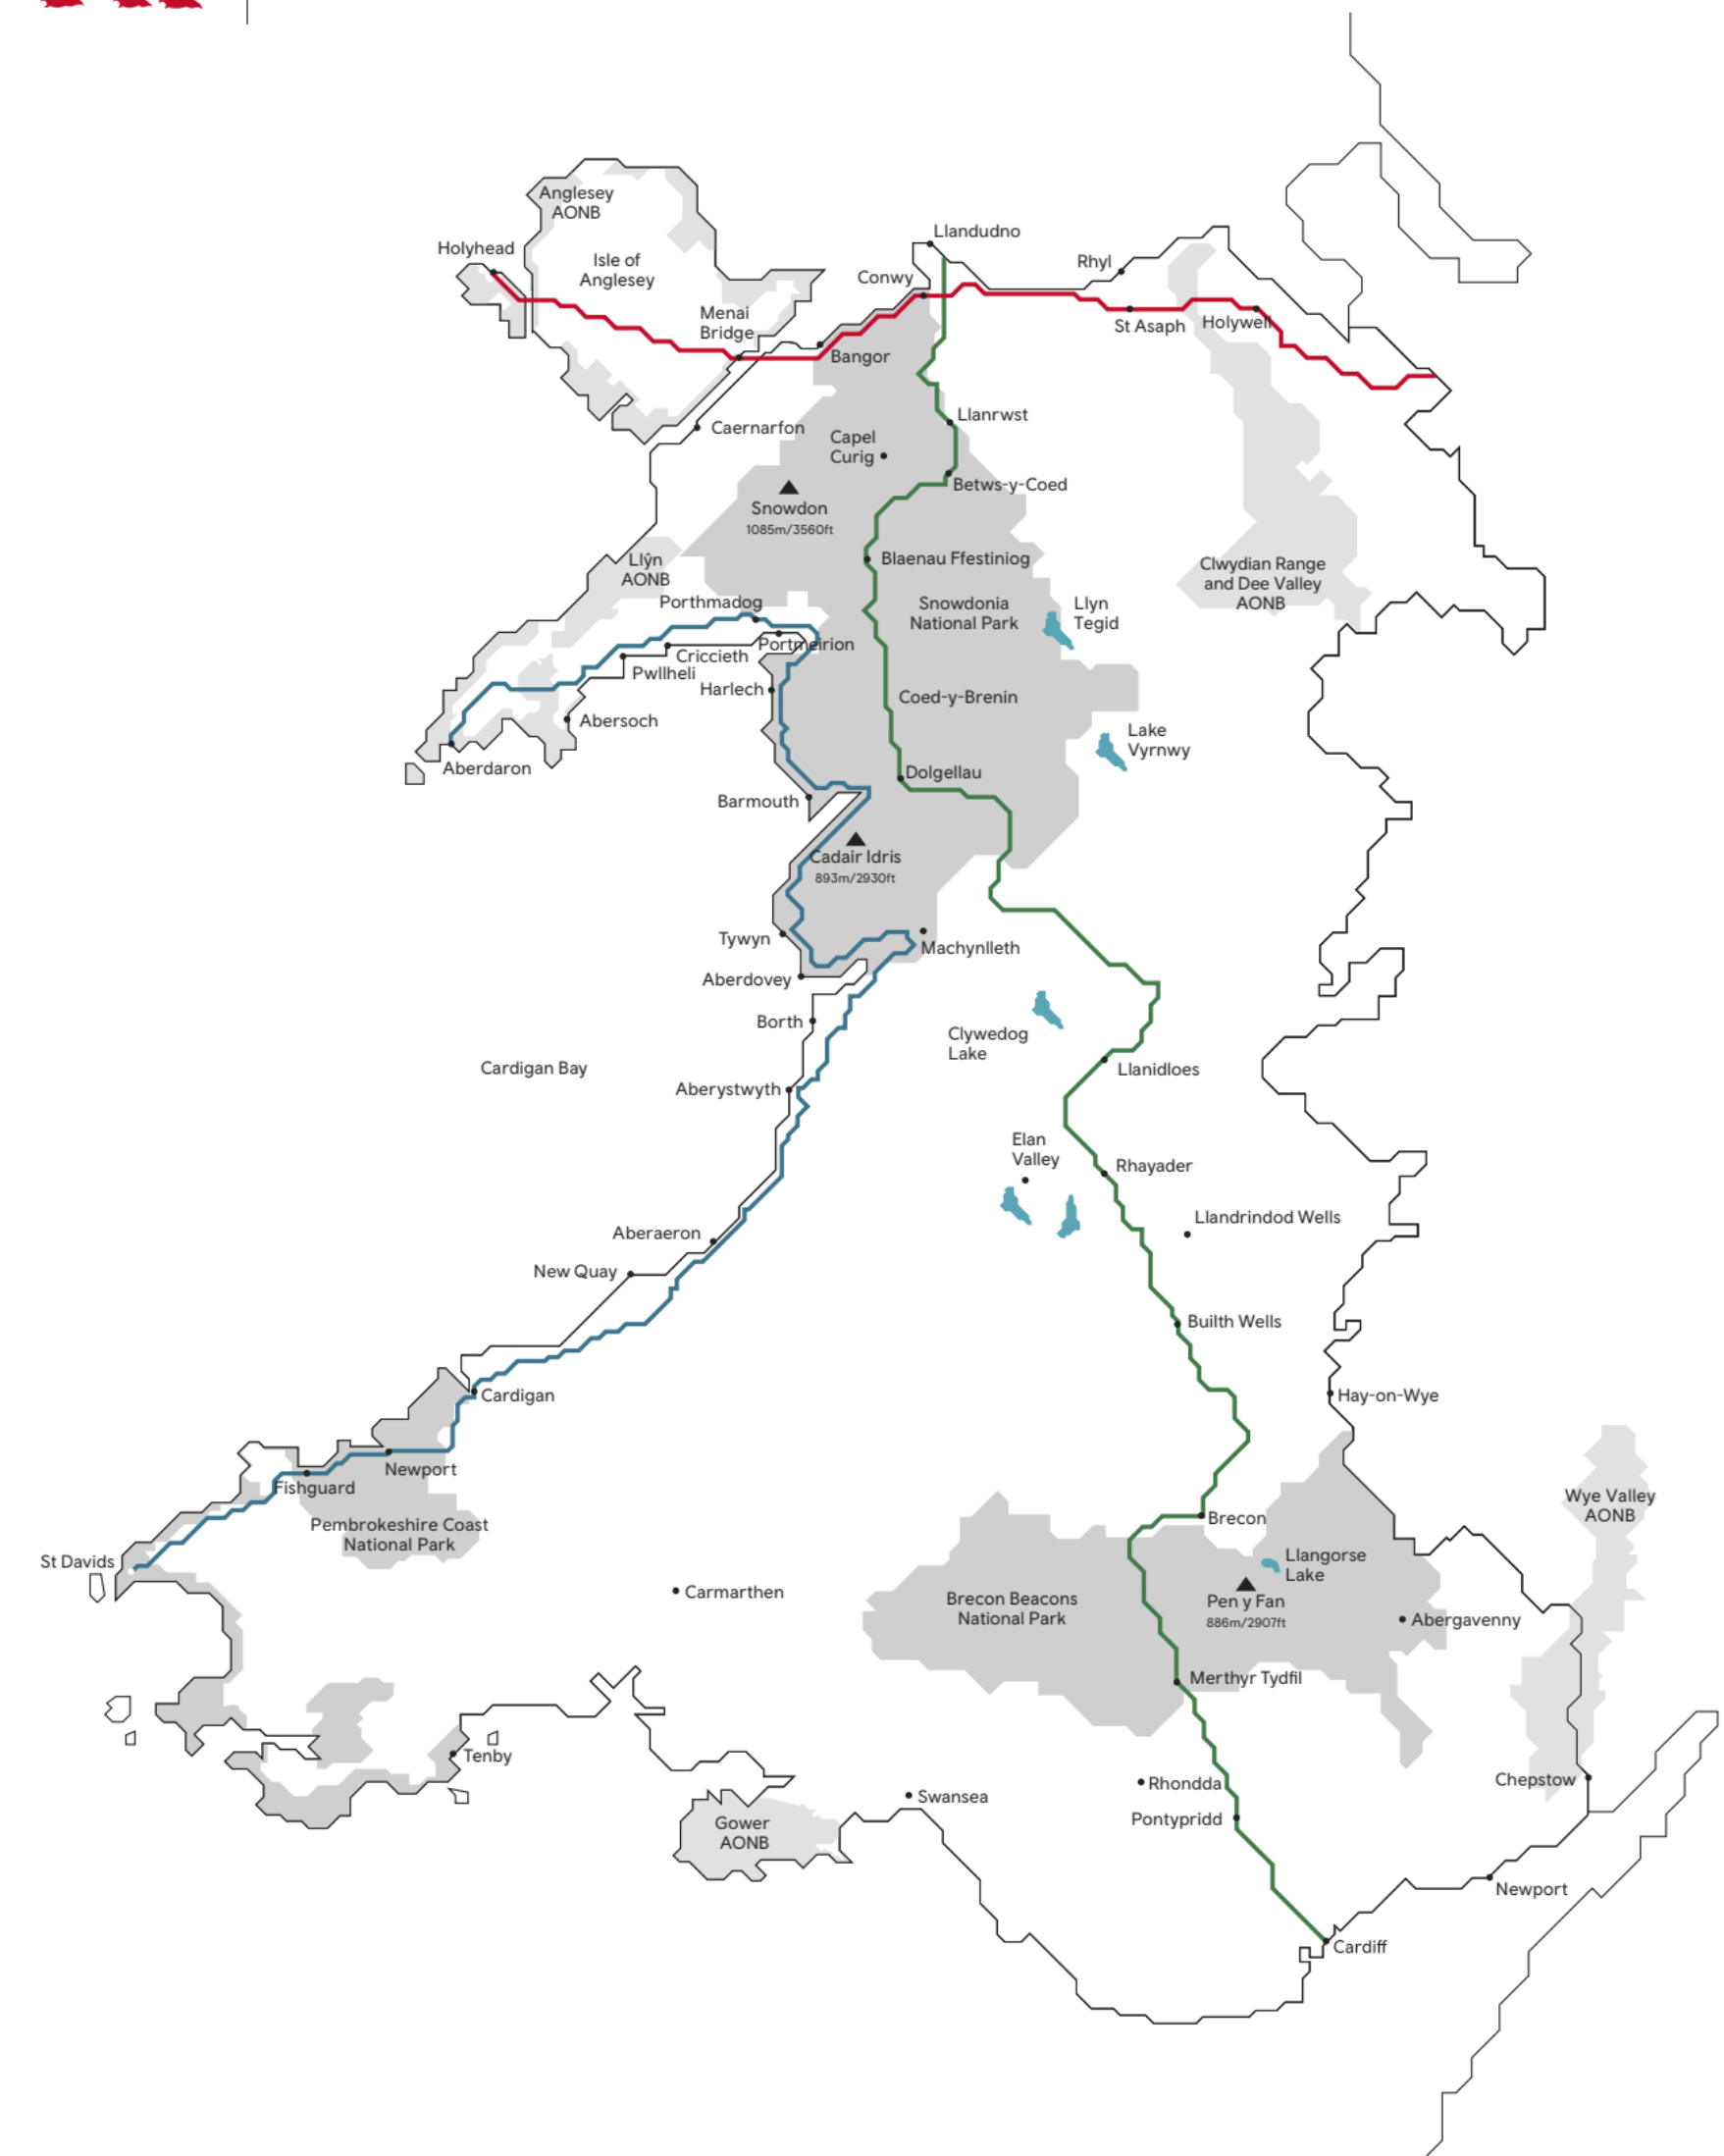 Anglesey
AONB
Llandudno
Holyhead
Isle of
Anglesey
Rhyl
Conwy
Menai
Bridge
St Asaph
Holywell
Bangor
Llanrwst
Caernarfon
Capel
Curig
Betws-y-Coed
Snowdon
1085m/3560ft
Llŷn
AONB
Blaenau Ffestiniog
Clwydian Range
and Dee Valley
AONB
Porthmadog
Snowdonia
National Park
Llyn
Tegid
Portmeirion
Criccieth
Pwllheli
Harlech
Coed-y-Brenin
Abersoch
Lake
Vyrnwy
Aberdaron
Dolgellau
Barmouth
Cadair Idris
893m/2930ft
Tywyn
Machynlleth
Aberdovey
Borth
Clywedog
Lake
Cardigan Bay
Llanidloes
Aberystwyth
Elan
Valley
Rhayader
Llandrindod Wells
Aberaeron
New Quay
Builth Wells
Cardigan
Hay-on-Wye
Newport
Fishguard
Wye Valley
AONB
Pembrokeshire Coast
National Park
Brecon
St Davids
Llangorse
Lake
Carmarthen
Brecon Beacons
National Park
Pen y Fan
886m/2907ft
Abergavenny
Merthyr Tydfil
Tenby
Rhondda
Chepstow
Swansea
Pontypridd
Gower
AONB
Newport
Cardiff